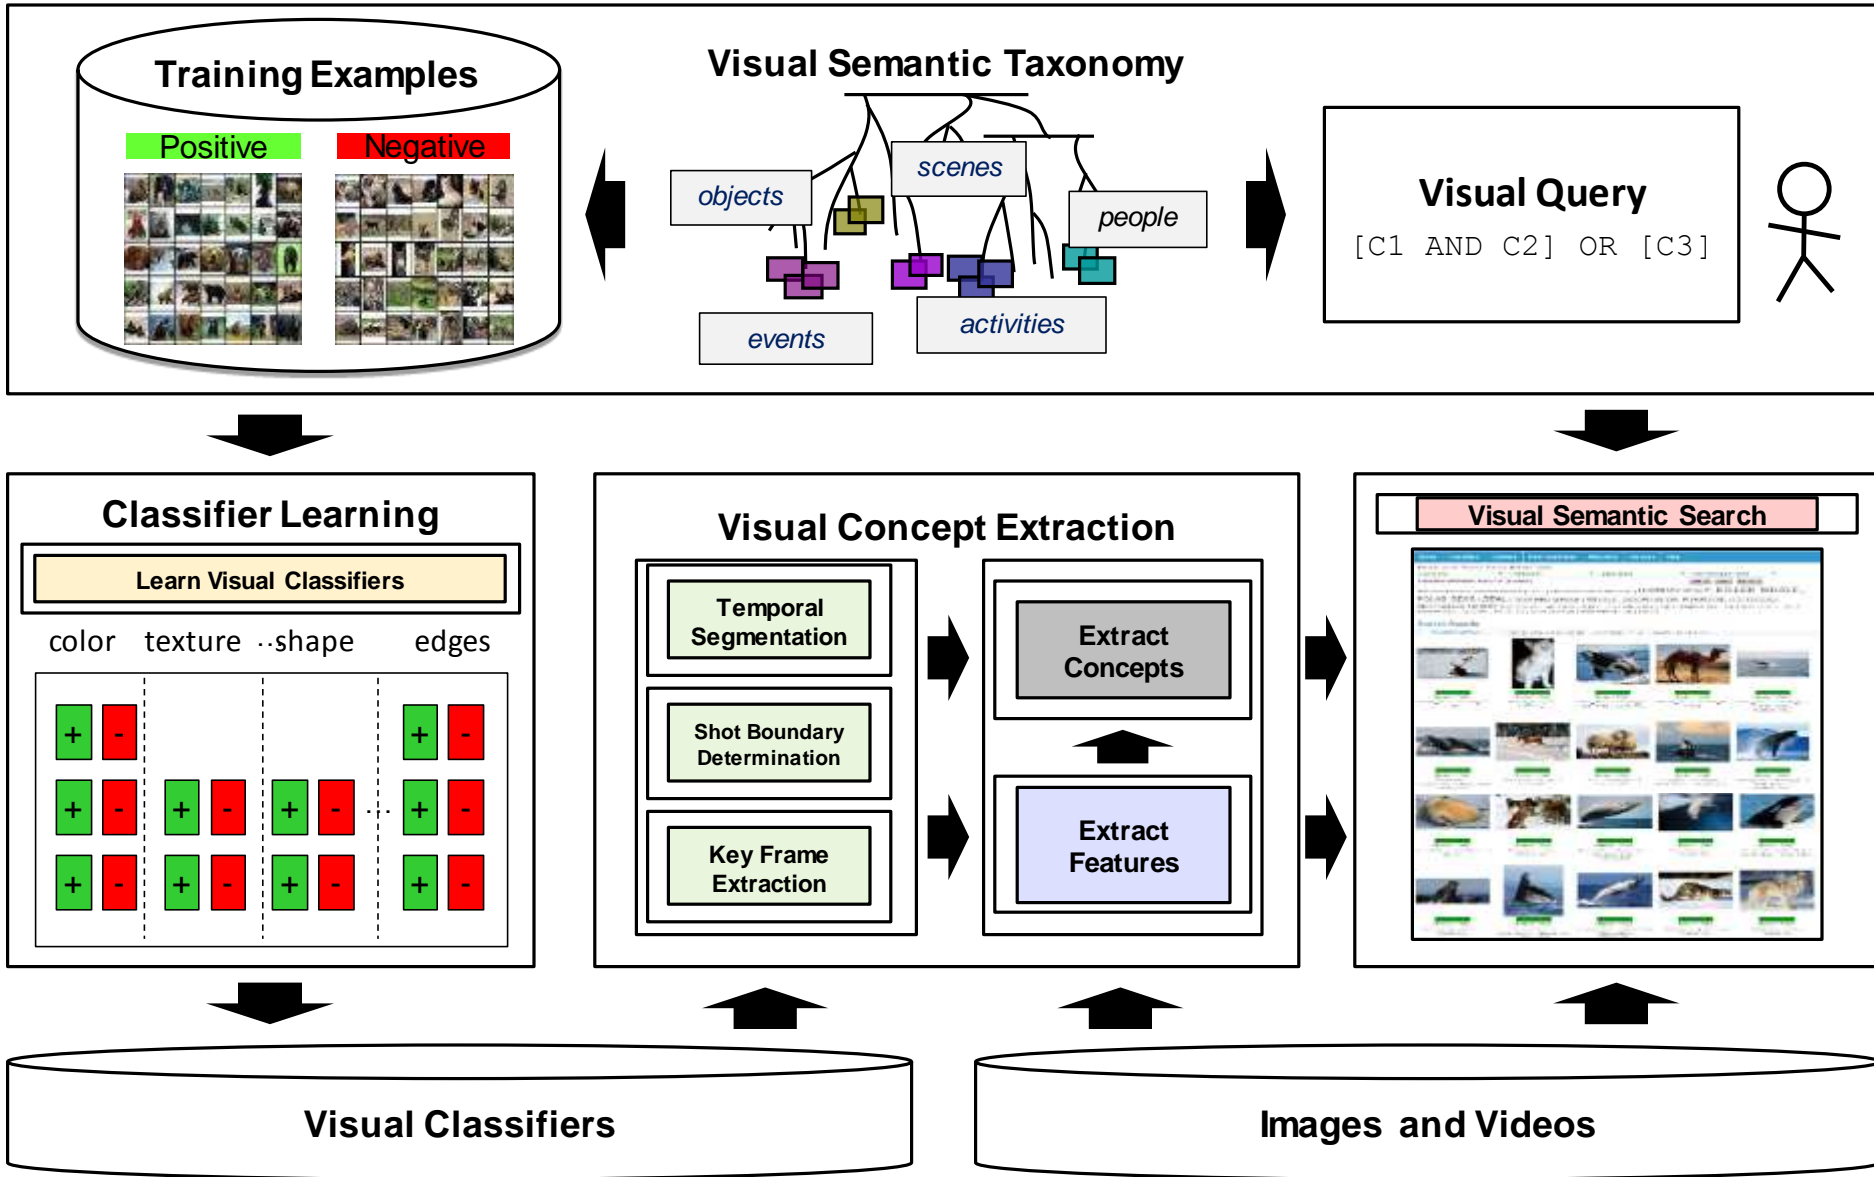 Training Examples
Positive
Negative
Visual Semantic Taxonomy
objects
scenes
people
events
activities
Visual Query
[C1 AND C2] OR [C3]
Classifier Learning
Learn Visual Classifiers
color texture ..shape edges
+ - + -
+ - + - + - ... + -
+ - + - + - + -
Visual Concept Extraction
Temporal
Segmentation
Shot Boundary
Determination
Key Frame
Extraction
Extract
Concepts
Extract
Features
Visual Semantic Search
Visual Classifiers
Images and Videos